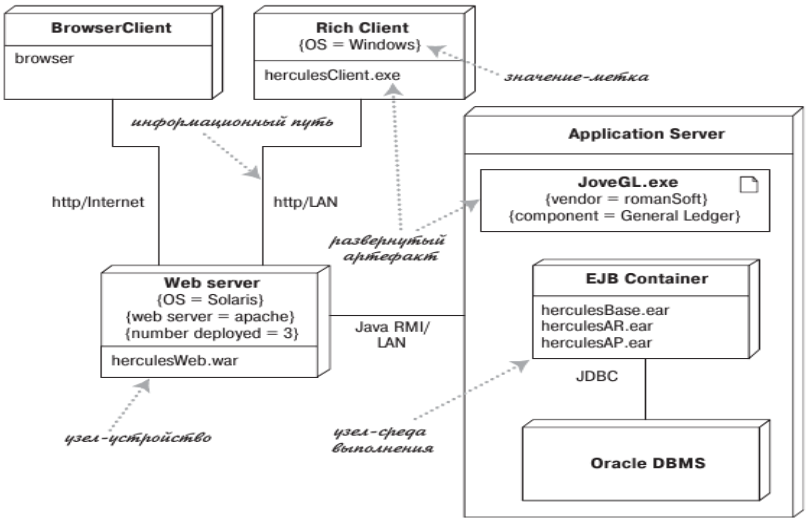 BrowserClient
browser
Rich Client
{OS = Windows}
herculesClient.exe
значение-метка
информационный путь
Application Server
JoveGL.exe
{vendor = romanSoft}
{component = General Ledger}
http/Internet
http/LAN
развернутый
артефакт
Web server
{OS = Solaris}
{web server = apache}
{number deployed = 3}
herculesWeb.war
Java RMI/
LAN
EJB Container
herculesBase.ear
herculesAR.ear
herculesAP.ear
JDBC
узел-устройство
узел-среда
выполнения
Oracle DBMS